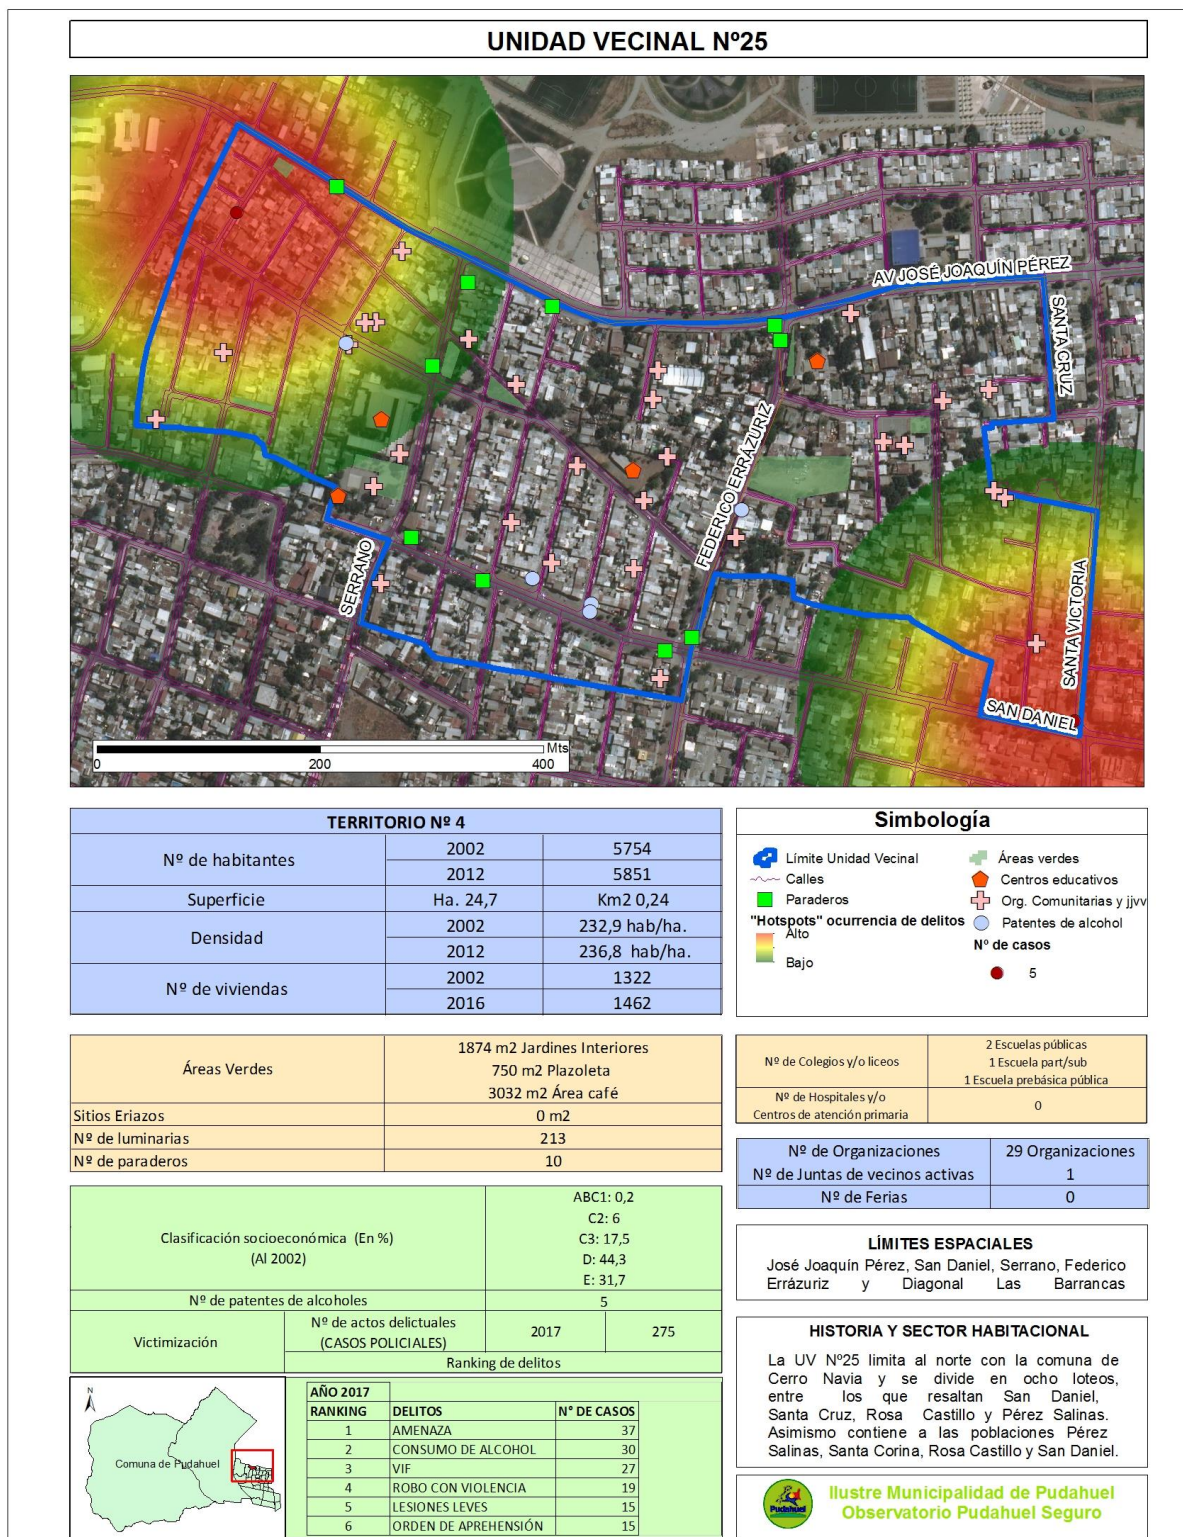 UNIDAD VECINAL Nº25
AV JOSÉ JOAQUÍN PÉREZ
SANTA CRUZ
FEDERICO ERRÁZURIZ
SERRANO
SANTA VICTORIA
SAN DANIEL
Mts
0 200 400
TERRITORIO Nº 4
Nº de habitantes 2002 5754
2012 5851
Superficie Ha. 24,7 Km2 0,24
Densidad 2002 232,9 hab/ha.
2012 236,8 hab/ha.
Nº de viviendas 2002 1322
2016 1462
Simbología
Límite Unidad Vecinal
Calles
Paraderos
"Hotspots" ocurrencia de delitos
Alto
Bajo
Áreas verdes
Centros educativos
Org. Comunitarias y jjvv
Patentes de alcohol
Nº de casos
5
Áreas Verdes
1874 m2 Jardines Interiores
750 m2 Plazoleta
3032 m2 Área café
Sitios Eriazos 0 m2
Nº de luminarias 213
Nº de paraderos 10
Nº de Colegios y/o liceos
2 Escuelas públicas
1 Escuela part/sub
1 Escuela prebásica pública
Nº de Hospitales y/o
Centros de atención primaria
0
Nº de Organizaciones 29 Organizaciones
Nº de Juntas de vecinos activas 1
Nº de Ferias 0
Clasificación socioeconómica (En %)
(Al 2002)
ABC1: 0,2
C2: 6
C3: 17,5
D: 44,3
E: 31,7
Nº de patentes de alcoholes 5
Victimización
Nº de actos delictuales
(CASOS POLICIALES)
2017 275
Ranking de delitos
LÍMITES ESPACIALES
José Joaquín Pérez, San Daniel, Serrano, Federico
Errázuriz y Diagonal Las Barrancas
HISTORIA Y SECTOR HABITACIONAL
La UV Nº25 limita al norte con la comuna de
Cerro Navia y se divide en ocho loteos,
entre los que resaltan San Daniel,
Santa Cruz, Rosa Castillo y Pérez Salinas.
Asimismo contiene a las poblaciones Pérez
Salinas, Santa Corina, Rosa Castillo y San Daniel.
N
Comuna de Pudahuel
AÑO 2017
RANKING DELITOS N° DE CASOS
1 AMENAZA 37
2 CONSUMO DE ALCOHOL 30
3 VIF 27
4 ROBO CON VIOLENCIA 19
5 LESIONES LEVES 15
6 ORDEN DE APREHENSIÓN 15
Pudahuel
Ilustre Municipalidad de Pudahuel
Observatorio Pudahuel Seguro